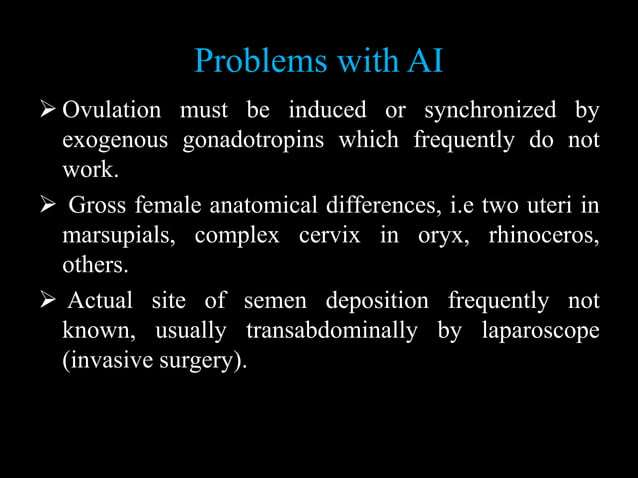 Problems with AI
➢ Ovulation must be induced or synchronized by
exogenous gonadotropins which frequently do not
work.
➢ Gross female anatomical differences, i.e two uteri in
marsupials, complex cervix in oryx, rhinoceros,
others.
➢ Actual site of semen deposition frequently not
known, usually transabdominally by laparoscope
(invasive surgery).